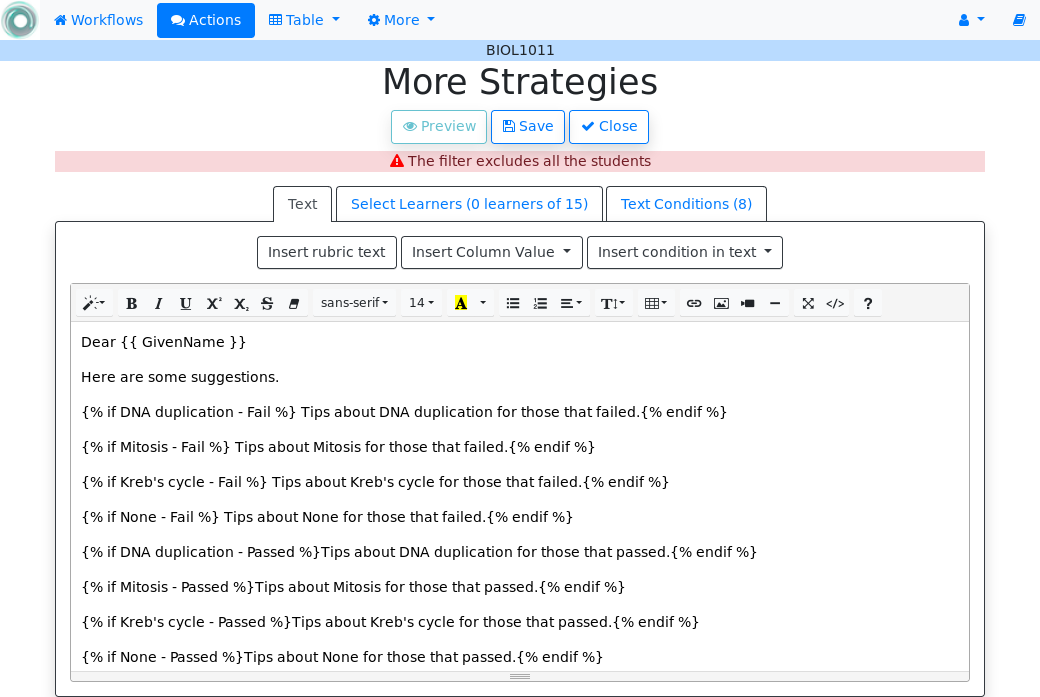 Workflows Actions Table More
BIOL1011
More Strategies
Preview Save Close
The filter excludes all the students
Text Select Learners (0 learners of 15) Text Conditions (8)
Insert rubric text Insert Column Value Insert condition in text
B I U X² X₂ S sans-serif 14 A T </> ?
Dear {{ GivenName }}
Here are some suggestions.
{% if DNA duplication - Fail %} Tips about DNA duplication for those that failed.{% endif %}
{% if Mitosis - Fail %} Tips about Mitosis for those that failed.{% endif %}
{% if Kreb's cycle - Fail %} Tips about Kreb's cycle for those that failed.{% endif %}
{% if None - Fail %} Tips about None for those that failed.{% endif %}
{% if DNA duplication - Passed %}Tips about DNA duplication for those that passed.{% endif %}
{% if Mitosis - Passed %}Tips about Mitosis for those that passed.{% endif %}
{% if Kreb's cycle - Passed %}Tips about Kreb's cycle for those that passed.{% endif %}
{% if None - Passed %}Tips about None for those that passed.{% endif %}